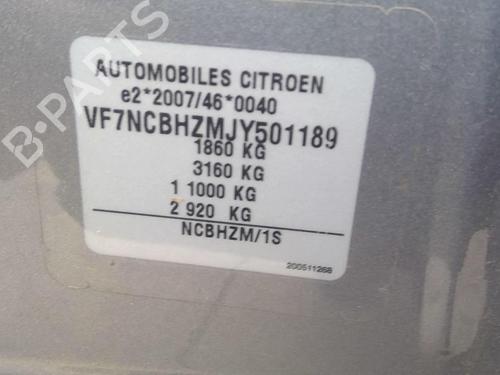 B-PARTS
AUTOMOBILES CITROEN
e2*2007/46*0040
VF7NCBHZMJY501189
1860 KG
3160 KG
1 1000 KG
2 920 KG
NCBHZM/1S
200511268